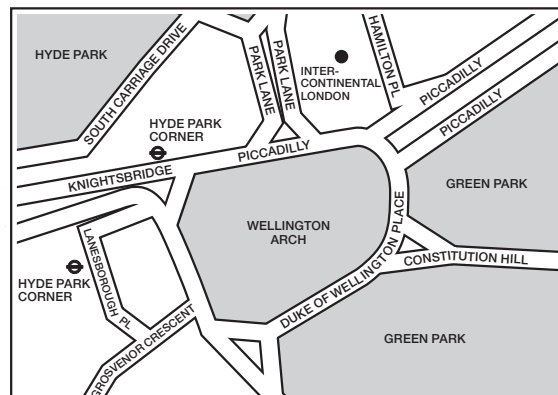 HYDE PARK
SOUTH CARRIAGE DRIVE
PARK LANE
PARK LANE
HAMILTON PL
INTER-
CONTINENTAL
LONDON
PICCADILLY
PICCADILLY
HYDE PARK
CORNER
PICCADILLY
KNIGHTSBRIDGE
GREEN PARK
WELLINGTON
ARCH
DUKE OF WELLINGTON PLACE
CONSTITUTION HILL
LANESBOROUGH PL
HYDE PARK
CORNER
GROSVENOR CRESCENT
GREEN PARK